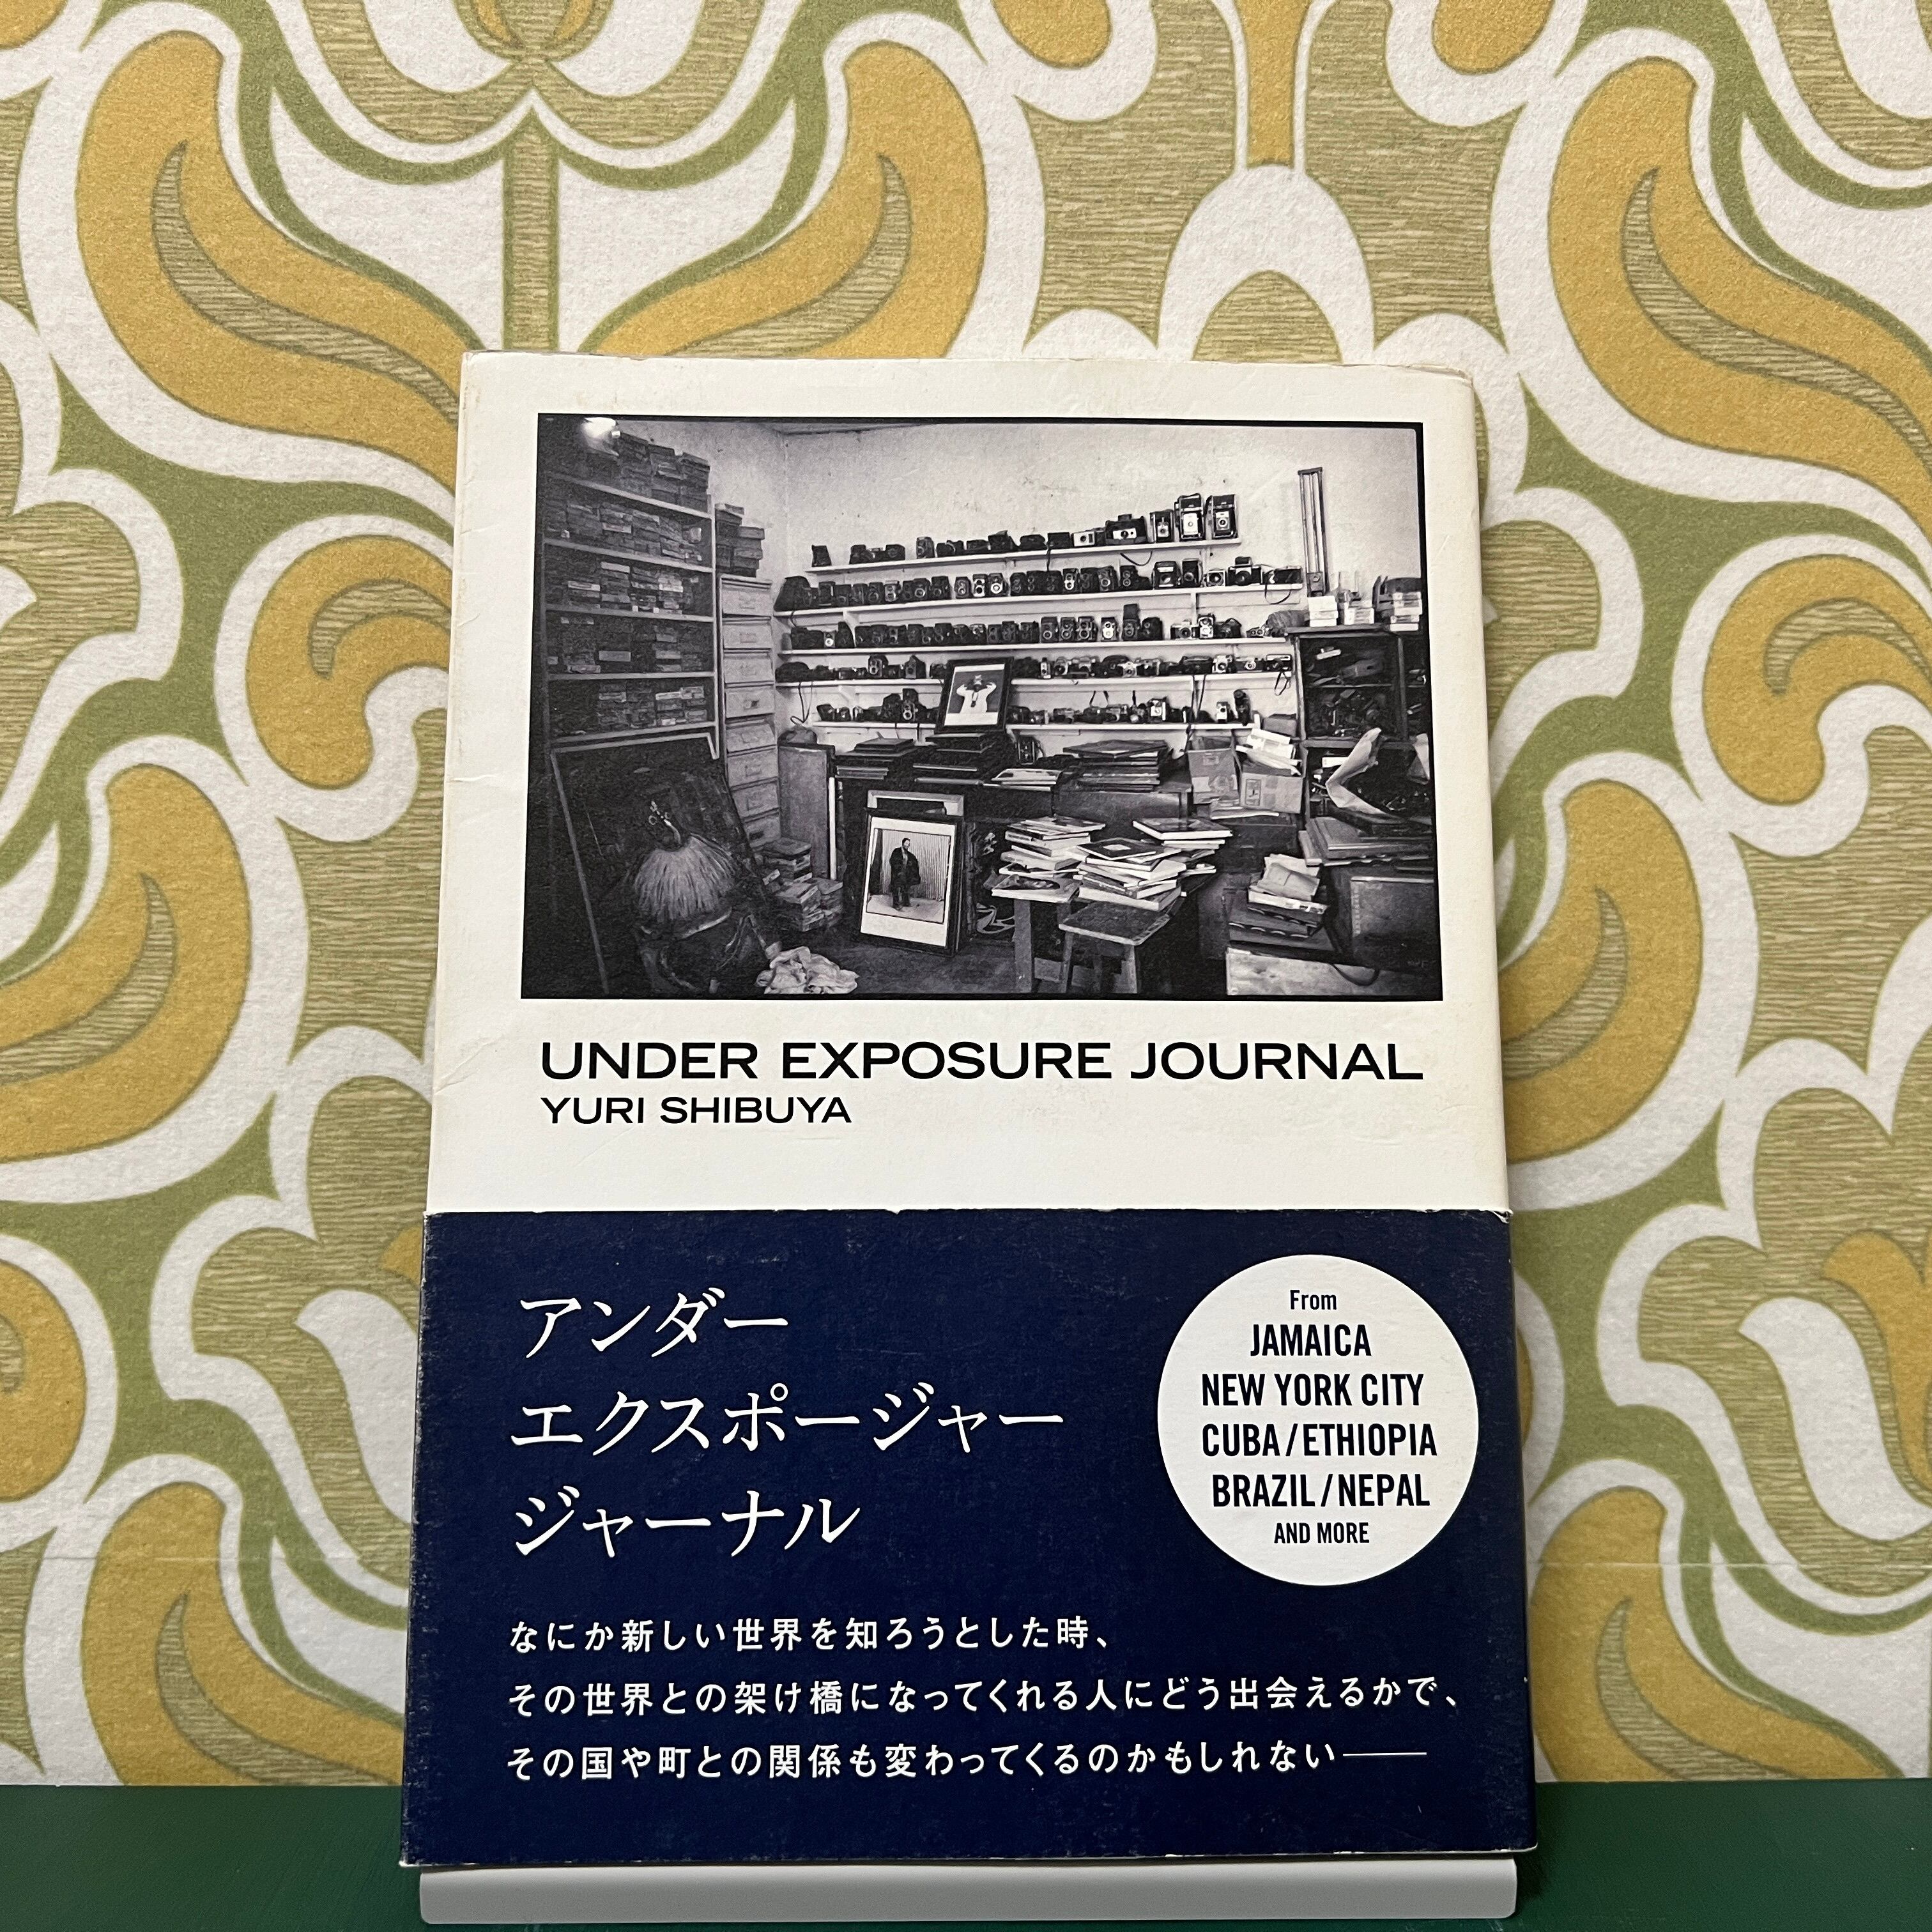 UNDER EXPOSURE JOURNAL
YURI SHIBUYA
アンダー
エクスポージャー
ジャーナル
From
JAMAICA
NEW YORK CITY
CUBA/ETHIOPIA
BRAZIL/NEPAL
AND MORE
なにか新しい世界を知ろうとした時、
その世界との架け橋になってくれる人にどう出会えるかで、
その国や町との関係も変わってくるのかもしれない——